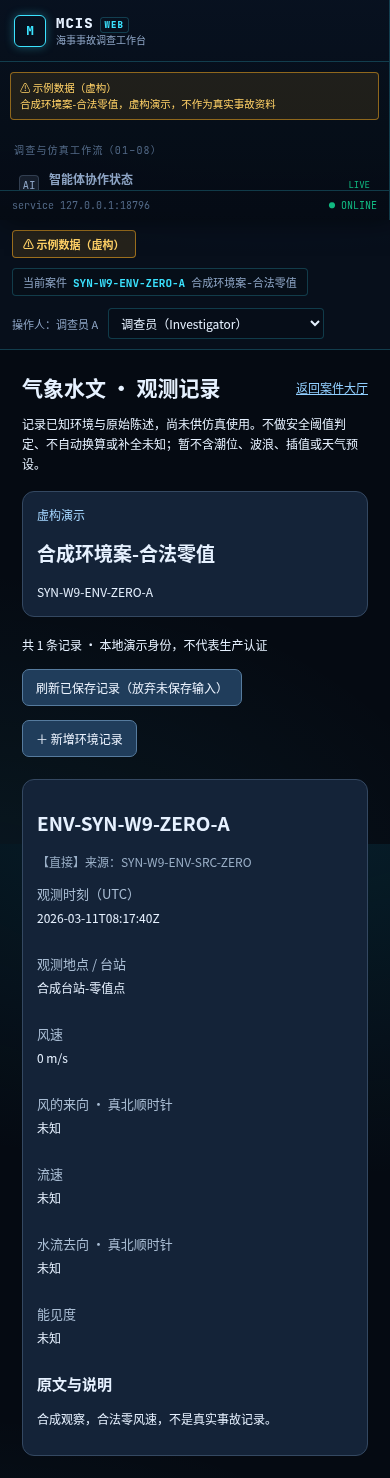 M
MCIS WEB
海事事故调查工作台
⚠ 示例数据（虚构）
合成环境案-合法零值，虚构演示，不作为真实事故资料
调查与仿真工作流（01-08）
AI 智能体协作状态 LIVE
service 127.0.0.1:18796 ● ONLINE
⚠ 示例数据（虚构）
当前案件 SYN-W9-ENV-ZERO-A 合成环境案-合法零值
操作人：调查员 A 调查员（Investigator）
气象水文 · 观测记录 返回案件大厅
记录已知环境与原始陈述，尚未供仿真使用。不做安全阈值判
定、不自动换算或补全未知；暂不含潮位、波浪、插值或天气预
设。
虚构演示
合成环境案-合法零值
SYN-W9-ENV-ZERO-A
共 1 条记录 · 本地演示身份，不代表生产认证
刷新已保存记录（放弃未保存输入）
＋ 新增环境记录
ENV-SYN-W9-ZERO-A
【直接】来源：SYN-W9-ENV-SRC-ZERO
观测时刻（UTC）
2026-03-11T08:17:40Z
观测地点 / 台站
合成台站-零值点
风速
0 m/s
风的来向 · 真北顺时针
未知
流速
未知
水流去向 · 真北顺时针
未知
能见度
未知
原文与说明
合成观察，合法零风速，不是真实事故记录。